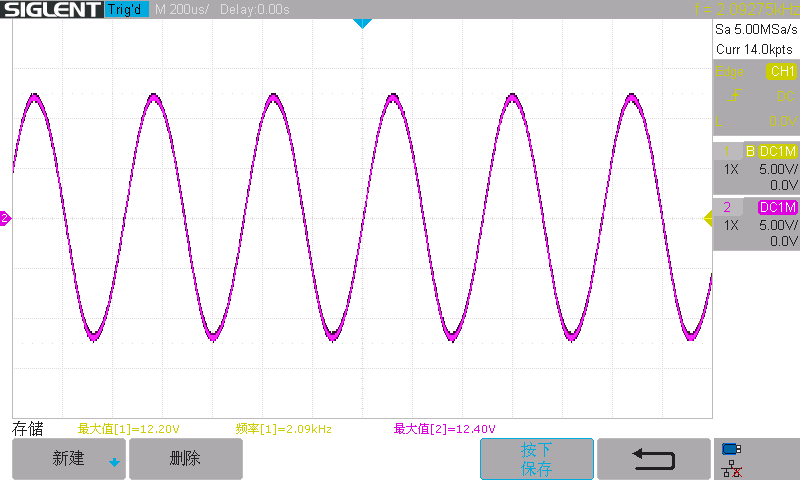 SIGLENT Trig'd M 200us/ Delay:0.00s f = 2.09276kHz
Sa 5.00MSa/s
Curr 14.0kpts
Edge CH1
DC
L 0.0V
B DC1M
1X 5.00V/
0.0V
2
2 DC1M
1X 5.00V/
0.0V
存储 最大值[1]=12.20V 频率[1]=2.09kHz 最大值[2]=12.40V
新建 删除 按下
保存